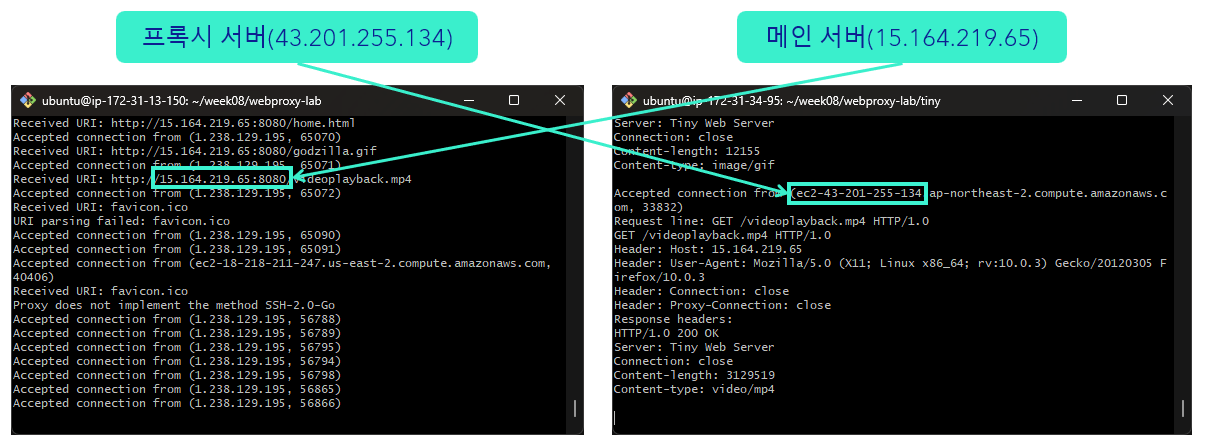 프록시 서버(43.201.255.134)
메인 서버(15.164.219.65)
ubuntu@ip-172-31-13-150: ~/week08/webproxy-lab
Received URI: http://15.164.219.65:8080/home.html
Accepted connection from (1.238.129.195, 65070)
Received URI: http://15.164.219.65:8080/godzilla.gif
Accepted connection from (1.238.129.195, 65071)
Received URI: http://15.164.219.65:8080/videoplayback.mp4
Accepted connection from (1.238.129.195, 65072)
Received URI: favicon.ico
URI parsing failed: favicon.ico
Accepted connection from (1.238.129.195, 65090)
Accepted connection from (1.238.129.195, 65091)
Accepted connection from (ec2-18-218-211-247.us-east-2.compute.amazonaws.com,
40406)
Received URI: favicon.ico
Proxy does not implement the method SSH-2.0-Go
Accepted connection from (1.238.129.195, 56788)
Accepted connection from (1.238.129.195, 56789)
Accepted connection from (1.238.129.195, 56795)
Accepted connection from (1.238.129.195, 56794)
Accepted connection from (1.238.129.195, 56798)
Accepted connection from (1.238.129.195, 56865)
Accepted connection from (1.238.129.195, 56866)
ubuntu@ip-172-31-34-95: ~/week08/webproxy-lab/tiny
Server: Tiny Web Server
Connection: close
Content-length: 12155
Content-type: image/gif
Accepted connection from (ec2-43-201-255-134.ap-northeast-2.compute.amazonaws.c
om, 33832)
Request line: GET /videoplayback.mp4 HTTP/1.0
GET /videoplayback.mp4 HTTP/1.0
Header: Host: 15.164.219.65
Header: User-Agent: Mozilla/5.0 (X11; Linux x86_64; rv:10.0.3) Gecko/20120305 F
irefox/10.0.3
Header: Connection: close
Header: Proxy-Connection: close
Response headers:
HTTP/1.0 200 OK
Server: Tiny Web Server
Connection: close
Content-length: 3129519
Content-type: video/mp4